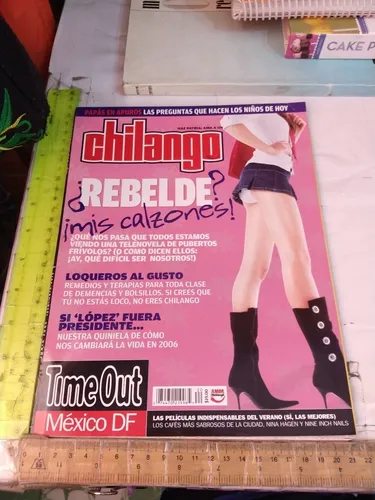 CAKE P
PAPÁS EN APUROS LAS PREGUNTAS QUE HACEN LOS NIÑOS DE HOY
chilango
¿REBELDE?
¡mis calzones!
¿QUÉ NOS PASA QUE TODOS ESTAMOS
VIENDO UNA TELENOVELA DE PUBERTOS
FRIVOLOS? (O COMO DICEN ELLOS:
¡AY, QUÉ DIFÍCIL SER NOSOTROS!)
LOQUEROS AL GUSTO
REMEDIOS Y TERAPIAS PARA TODA CLASE
DE DEMENCIAS Y BOLSILLOS. SI CREES QUE
TÚ NO ESTÁS LOCO, NO ERES CHILANGO
SI 'LÓPEZ' FUERA
PRESIDENTE...
NUESTRA QUINIELA DE CÓMO
NOS CAMBIARÁ LA VIDA EN 2006
Time Out
México DF
LAS PELÍCULAS INDISPENSABLES DEL VERANO (SÍ, LAS MEJORES)
LOS CAFÉS MÁS SABROSOS DE LA CIUDAD, NINA HAGEN Y NINE INCH NAILS